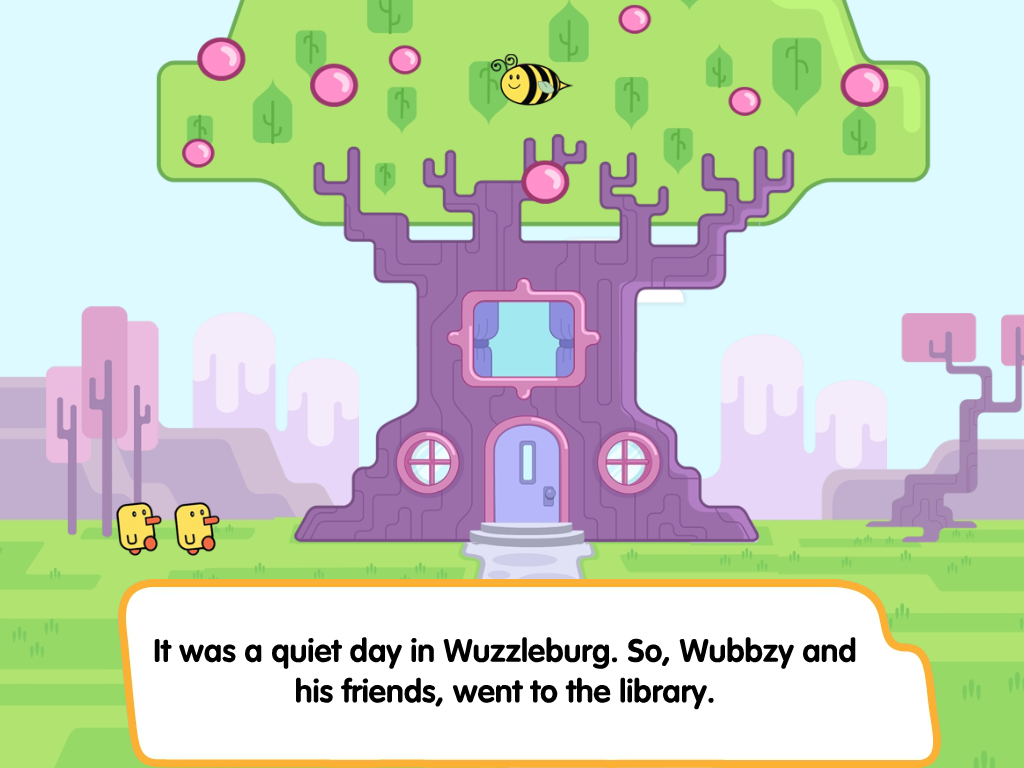 It was a quiet day in Wuzzleburg. So, Wubbzy and
his friends, went to the library.